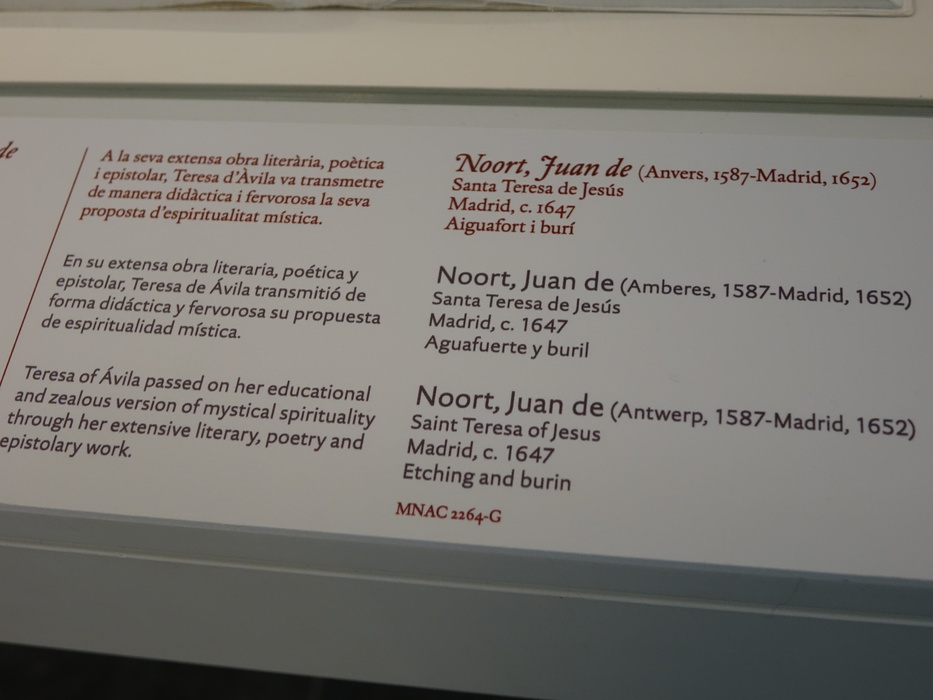 de
A la seva extensa obra literària, poètica
i epistolar, Teresa d'Àvila va transmetre
de manera didàctica i fervorosa la seva
proposta d'espiritualitat mística.
En su extensa obra literaria, poética y
epistolar, Teresa de Ávila transmitió de
forma didáctica y fervorosa su propuesta
de espiritualidad mística.
Teresa of Ávila passed on her educational
and zealous version of mystical spirituality
through her extensive literary, poetry and
epistolary work.
Noort, Juan de (Anvers, 1587-Madrid, 1652)
Santa Teresa de Jesús
Madrid, c. 1647
Aiguafort i burí
Noort, Juan de (Amberes, 1587-Madrid, 1652)
Santa Teresa de Jesús
Madrid, c. 1647
Aguafuerte y buril
Noort, Juan de (Antwerp, 1587-Madrid, 1652)
Saint Teresa of Jesus
Madrid, c. 1647
Etching and burin
MNAC 2264-G